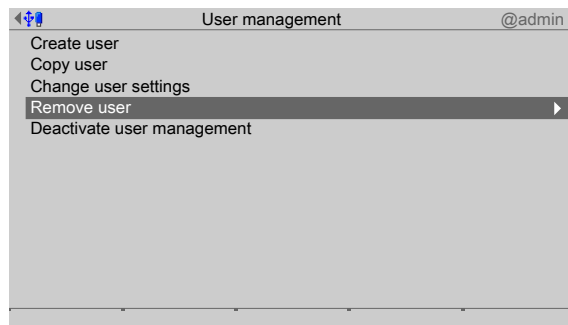 User management @admin
Create user
Copy user
Change user settings
Remove user
Deactivate user management